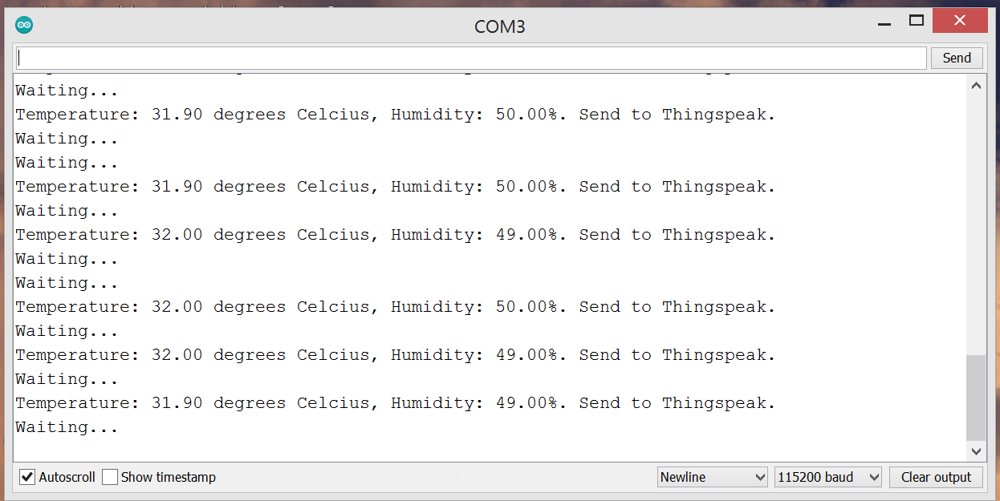 COM3
Send
Waiting...
Temperature: 31.90 degrees Celcius, Humidity: 50.00%. Send to Thingspeak.
Waiting...
Waiting...
Temperature: 31.90 degrees Celcius, Humidity: 50.00%. Send to Thingspeak.
Waiting...
Temperature: 32.00 degrees Celcius, Humidity: 49.00%. Send to Thingspeak.
Waiting...
Waiting...
Temperature: 32.00 degrees Celcius, Humidity: 50.00%. Send to Thingspeak.
Waiting...
Temperature: 32.00 degrees Celcius, Humidity: 49.00%. Send to Thingspeak.
Waiting...
Temperature: 31.90 degrees Celcius, Humidity: 49.00%. Send to Thingspeak.
Waiting...
Autoscroll Show timestamp Newline 115200 baud Clear output